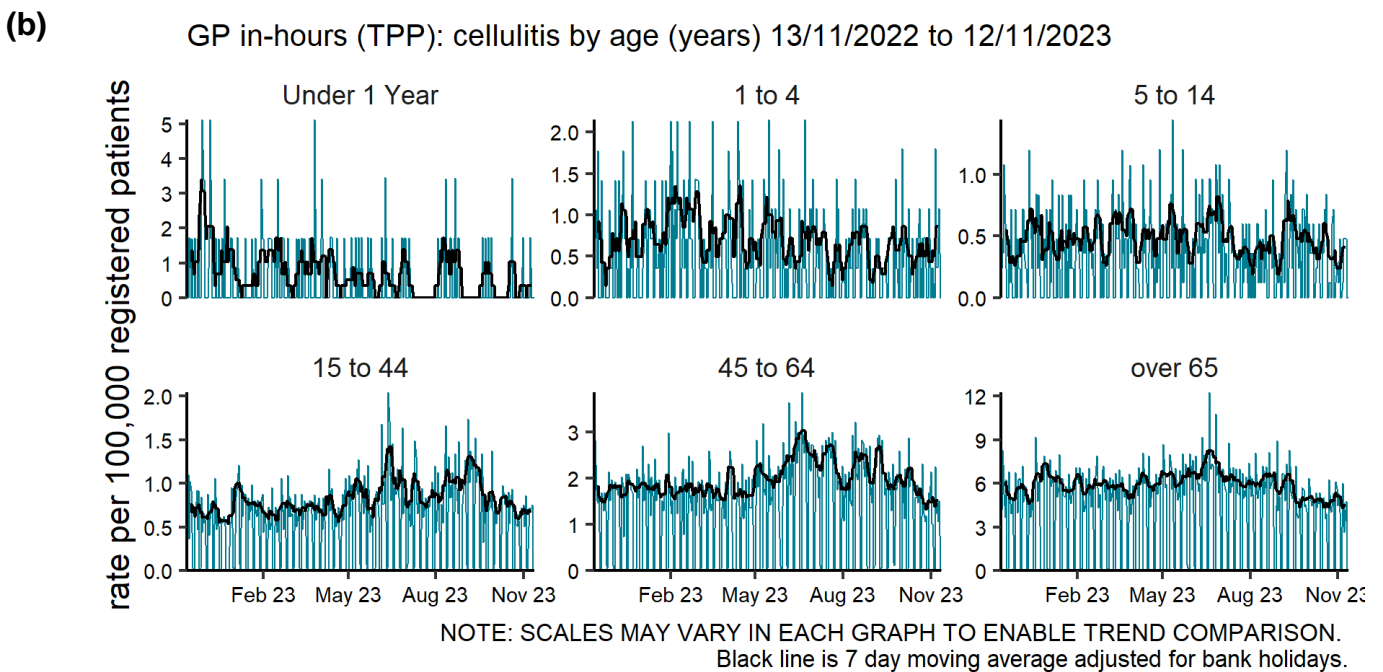 (b)
GP in-hours (TPP): cellulitis by age (years) 13/11/2022 to 12/11/2023
rate per 100,000 registered patients
Under 1 Year
5
4
3
2
1
0
1 to 4
2.0
1.5
1.0
0.5
0.0
5 to 14
1.0
0.5
0.0
15 to 44
2.0
1.5
1.0
0.5
0.0
Feb 23 May 23 Aug 23 Nov 23
45 to 64
3
2
1
0
Feb 23 May 23 Aug 23 Nov 23
over 65
12
9
6
3
0
Feb 23 May 23 Aug 23 Nov 23
NOTE: SCALES MAY VARY IN EACH GRAPH TO ENABLE TREND COMPARISON.
Black line is 7 day moving average adjusted for bank holidays.